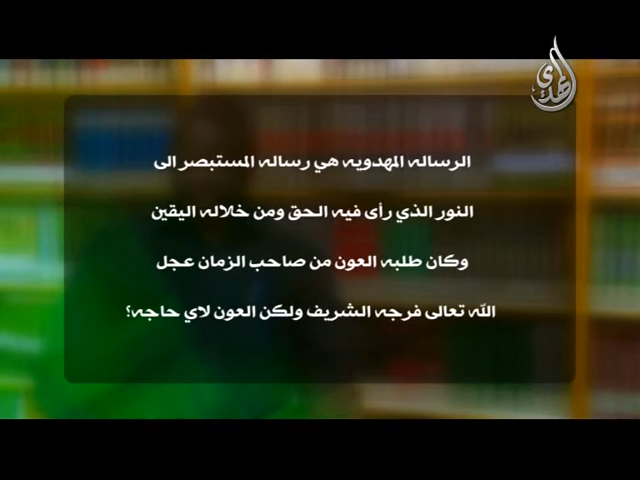 المهدي
الرساله المهدويه هي رساله المستبصر الى
النور الذي رأى فيه الحق ومن خلاله اليقين
وكان طلبه العون من صاحب الزمان عجل
الله تعالى فرجه الشريف ولكن العون لاي حاجه؟